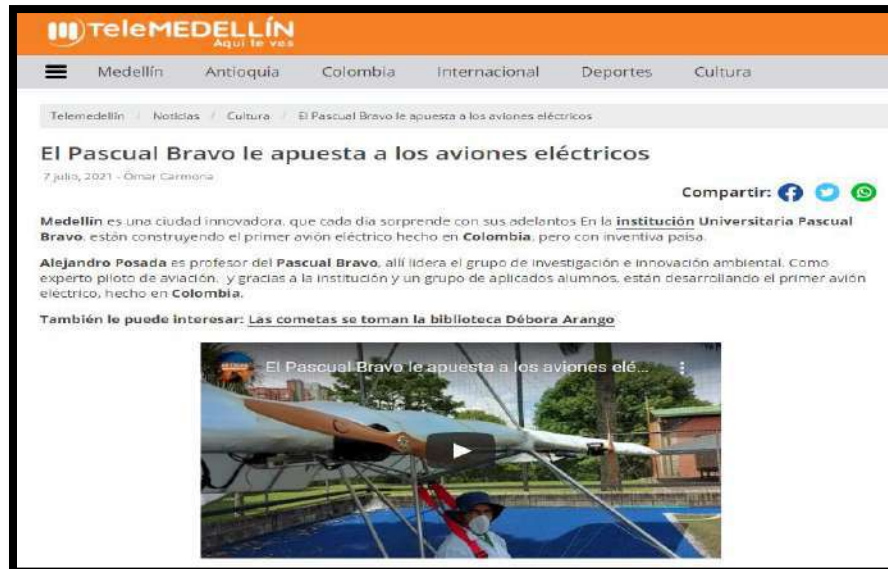 TeleMEDELLÍN
Aquí te ves
Medellín Antioquia Colombia Internacional Deportes Cultura
Telemedellín / Noticias / Cultura / El Pascual Bravo le apuesta a los aviones eléctricos
El Pascual Bravo le apuesta a los aviones eléctricos
7 julio, 2021 - Ómar Carmona
Compartir:
Medellín es una ciudad innovadora, que cada día sorprende con sus adelantos En la institución Universitaria Pascual
Bravo, están construyendo el primer avión eléctrico hecho en Colombia, pero con inventiva paisa.
Alejandro Posada es profesor del Pascual Bravo, allí lidera el grupo de investigación e innovación ambiental. Como
experto piloto de aviación, y gracias a la institución y un grupo de aplicados alumnos, están desarrollando el primer avión
eléctrico, hecho en Colombia.
También le puede interesar: Las cometas se toman la biblioteca Débora Arango
El Pascual Bravo le apuesta a los aviones elé...